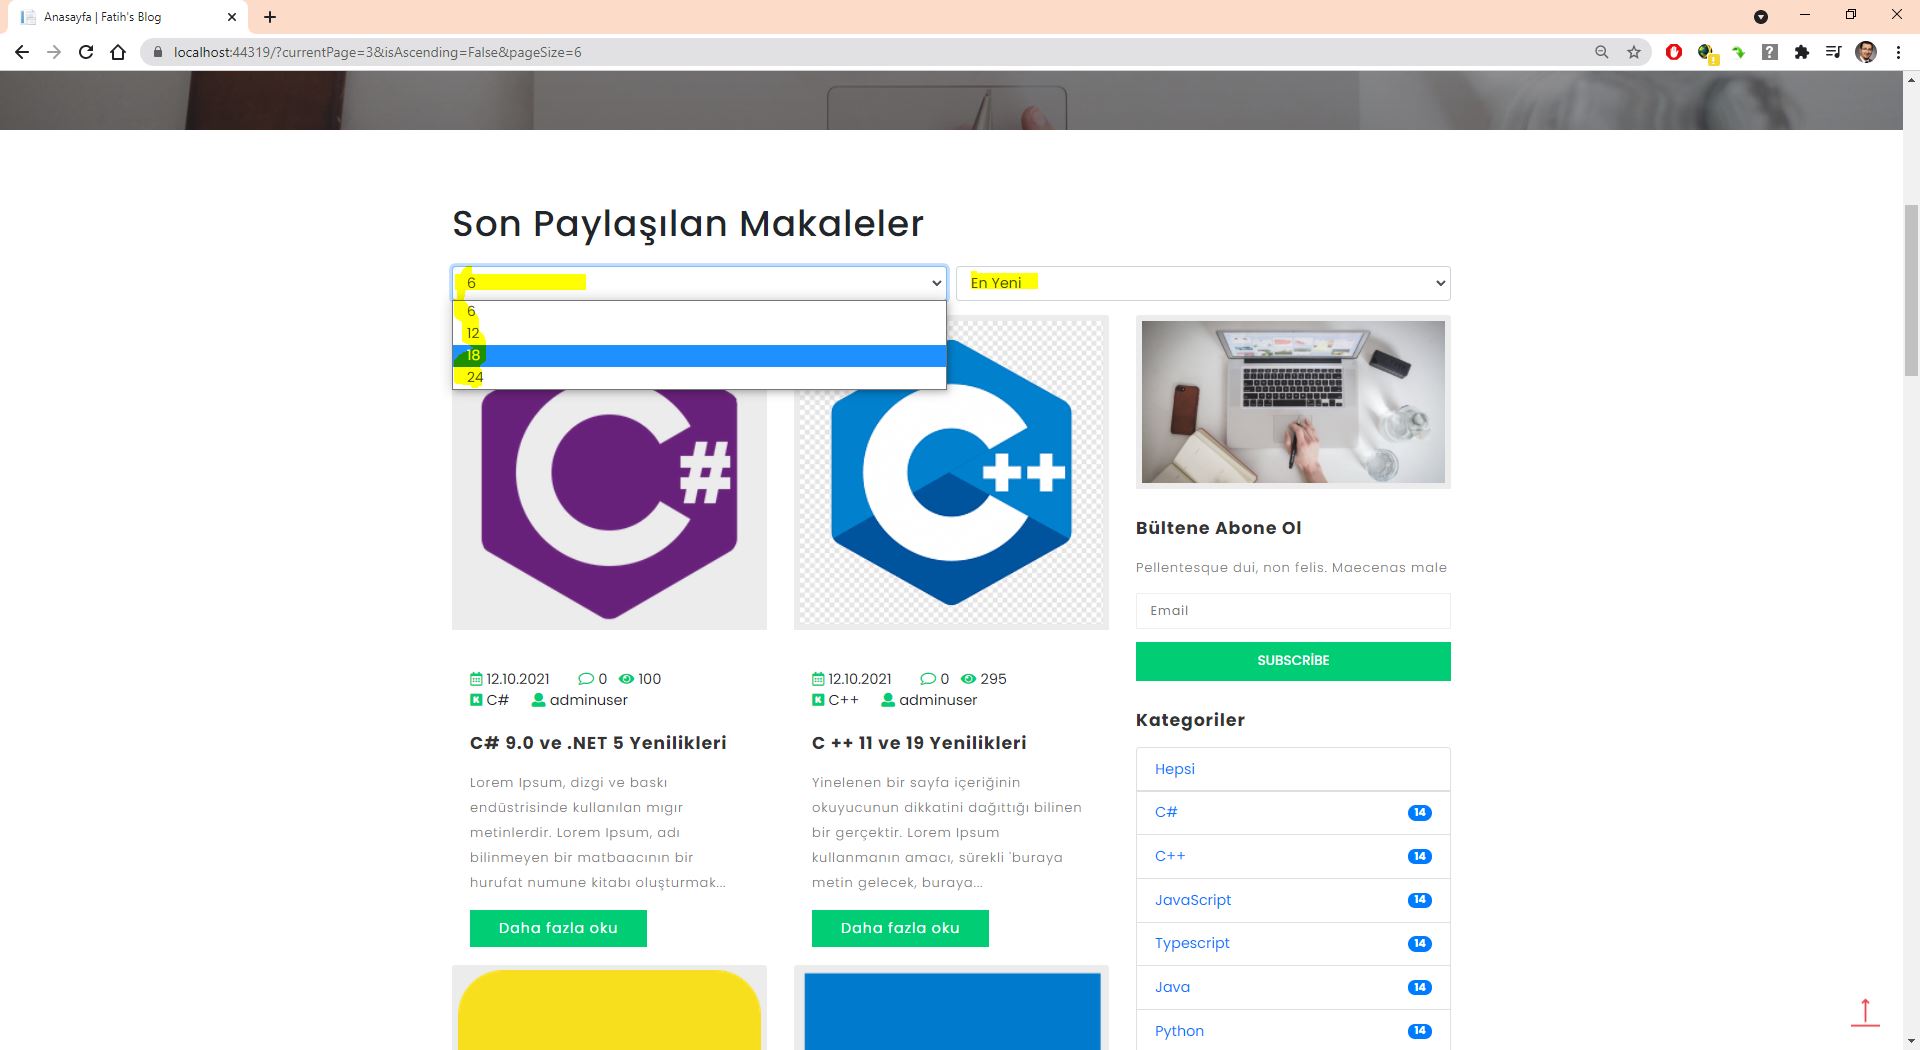 Anasayfa | Fatih's Blog
localhost:44319/?currentPage=3&isAscending=False&pageSize=6
Son Paylaşılan Makaleler
6
En Yeni
6
12
18
24
C#
C++
12.10.2021 0 100
C# adminuser
C# 9.0 ve .NET 5 Yenilikleri
Lorem Ipsum, dizgi ve baskı
endüstrisinde kullanılan mıgır
metinlerdir. Lorem Ipsum, adı
bilinmeyen bir matbaacının bir
hurufat numune kitabı oluşturmak...
Daha fazla oku
12.10.2021 0 295
C++ adminuser
C ++ 11 ve 19 Yenilikleri
Yinelenen bir sayfa içeriğinin
okuyucunun dikkatini dağıttığı bilinen
bir gerçektir. Lorem Ipsum
kullanmanın amacı, sürekli 'buraya
metin gelecek, buraya...
Daha fazla oku
Bültene Abone Ol
Pellentesque dui, non felis. Maecenas male
Email
SUBSCRİBE
Kategoriler
Hepsi
C# 14
C++ 14
JavaScript 14
Typescript 14
Java 14
Python 14